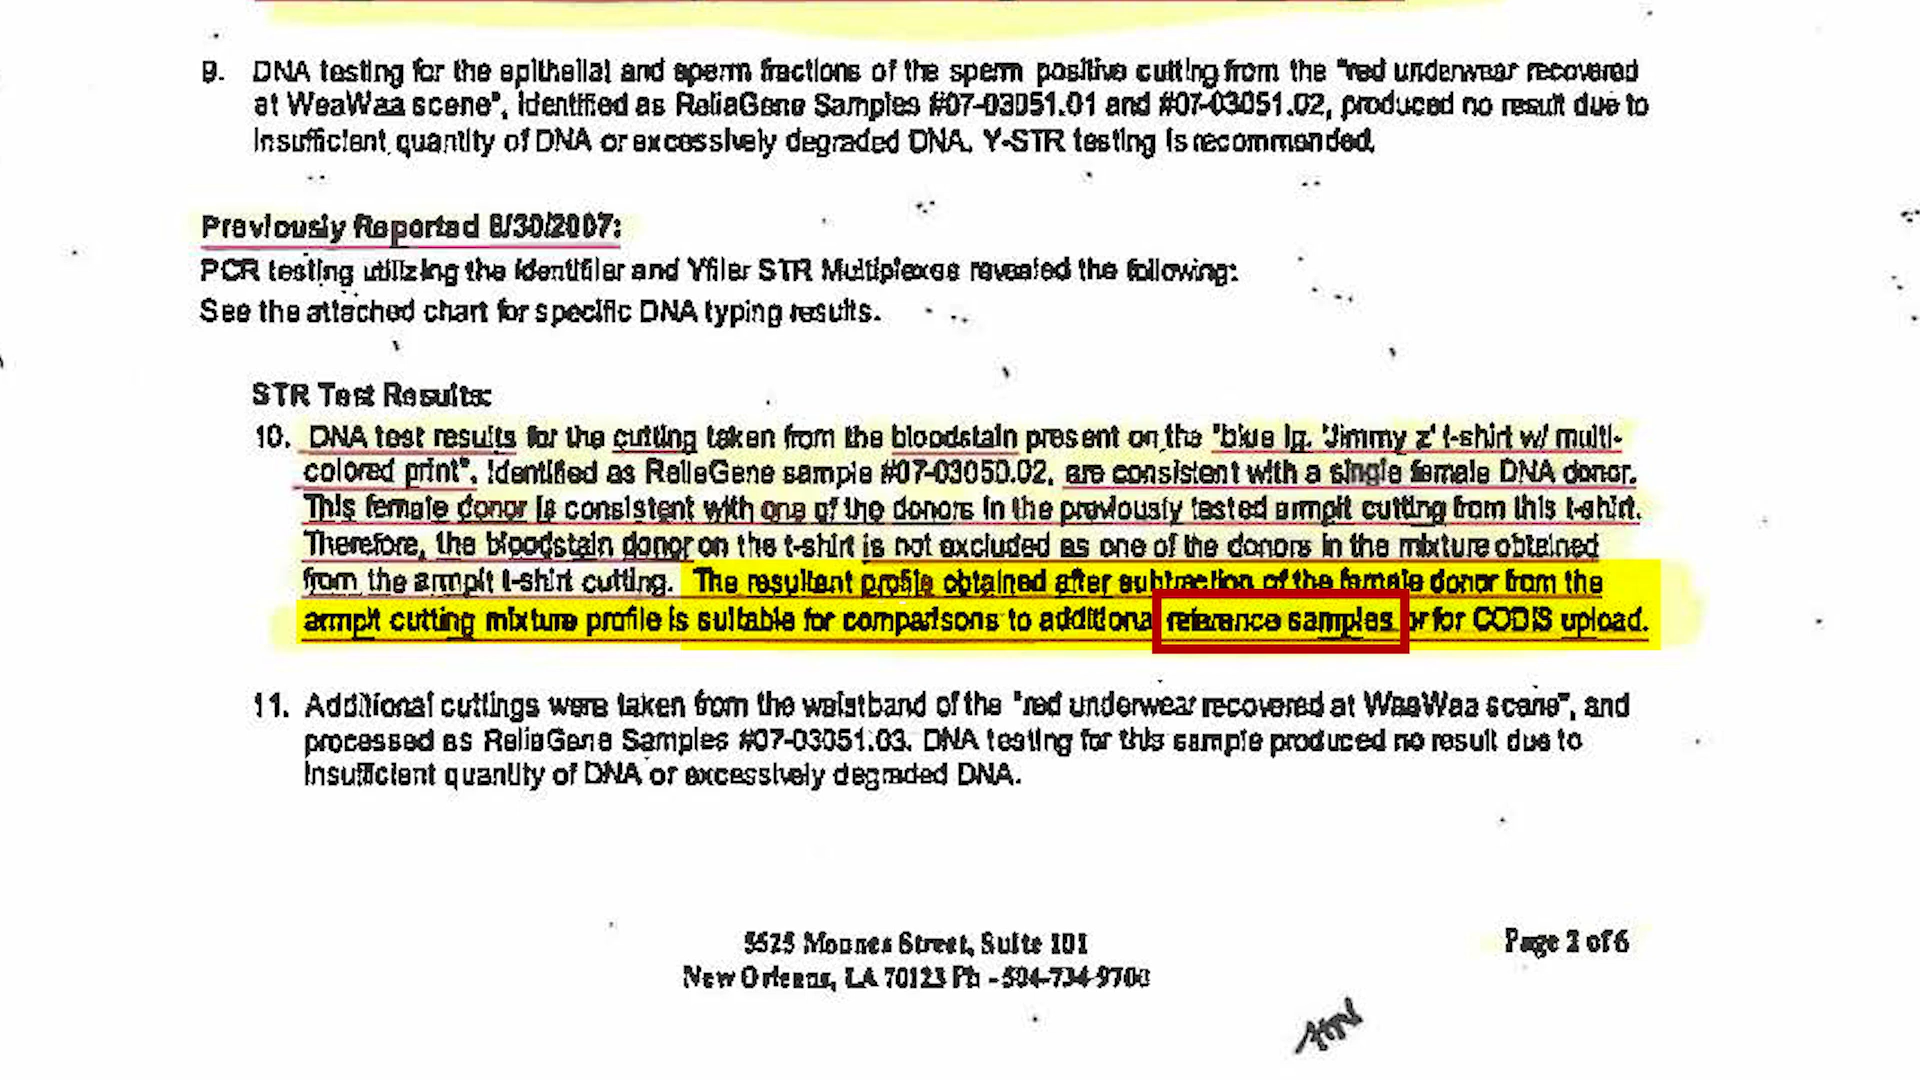 9. DNA testing for the epithelial and sperm fractions of the sperm positive cutting from the "red underwear recovered
at WeaWaa scene", identified as ReliaGene Samples #07-03051.01 and #07-03051.02, produced no result due to
insufficient quantity of DNA or excessively degraded DNA. Y-STR testing is recommended.
Previously Reported 8/30/2007:
PCR testing utilizing the Identifiler and Yfiler STR Multiplexes revealed the following:
See the attached chart for specific DNA typing results.
STR Test Results:
10. DNA test results for the cutting taken from the bloodstain present on the "blue lg. 'Jimmy z' t-shirt w/ multi-
colored print", identified as ReliaGene sample #07-03050.02, are consistent with a single female DNA donor.
This female donor is consistent with one of the donors in the previously tested armpit cutting from this t-shirt.
Therefore, the bloodstain donor on the t-shirt is not excluded as one of the donors in the mixture obtained
from the armpit t-shirt cutting. The resultant profile obtained after subtraction of the female donor from the
armpit cutting mixture profile is suitable for comparisons to additiona reference samples or for CODIS upload.
11. Additional cuttings were taken from the waistband of the "red underwear recovered at WaaWaa scene", and
processed as ReliaGene Samples #07-03051.03. DNA testing for this sample produced no result due to
insufficient quantity of DNA or excessively degraded DNA.
5525 Mounes Street, Suite 101
New Orleans, LA 70123 Ph - 504-734-9700
Page 2 of 6